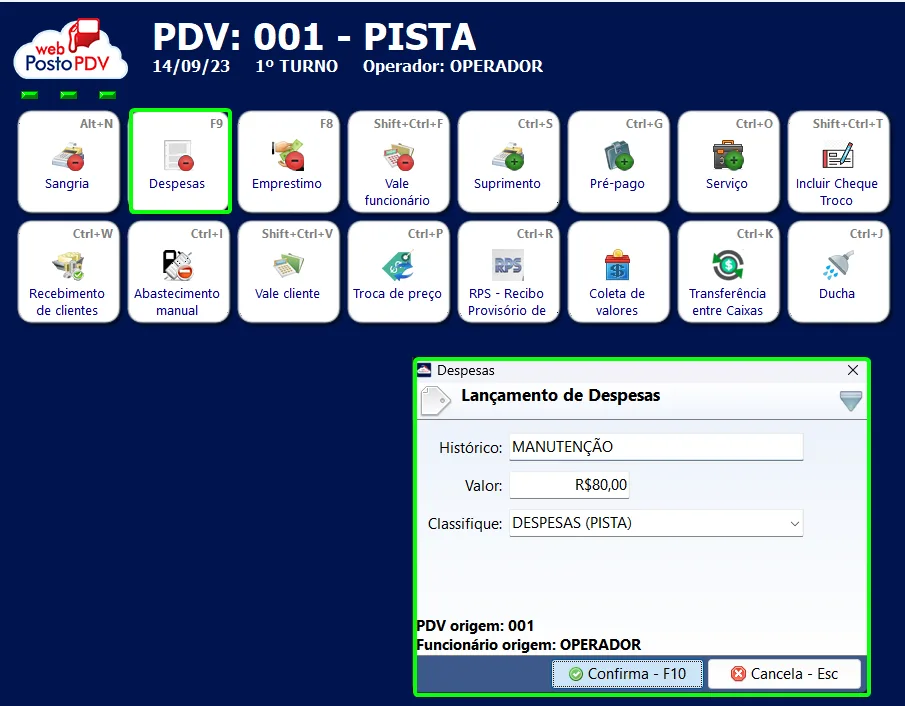 web
PostoPDV
PDV: 001 - PISTA
14/09/23 1º TURNO Operador: OPERADOR
Alt+N
Sangria
F9
Despesas
F8
Emprestimo
Shift+Ctrl+F
Vale
funcionário
Ctrl+S
Suprimento
Ctrl+G
Pré-pago
Ctrl+O
Serviço
Shift+Ctrl+T
Incluir Cheque
Troco
Ctrl+W
Recebimento
de clientes
Ctrl+I
Abastecimento
manual
Shift+Ctrl+V
Vale cliente
Ctrl+P
Troca de preço
Ctrl+R
RPS
RPS - Recibo
Provisório de
Coleta de
valores
Ctrl+K
Transferência
entre Caixas
Ctrl+J
Ducha
Despesas
Lançamento de Despesas
Histórico: MANUTENÇÃO
Valor: R$80,00
Classifique: DESPESAS (PISTA)
PDV origem: 001
Funcionário origem: OPERADOR
Confirma - F10
Cancela - Esc